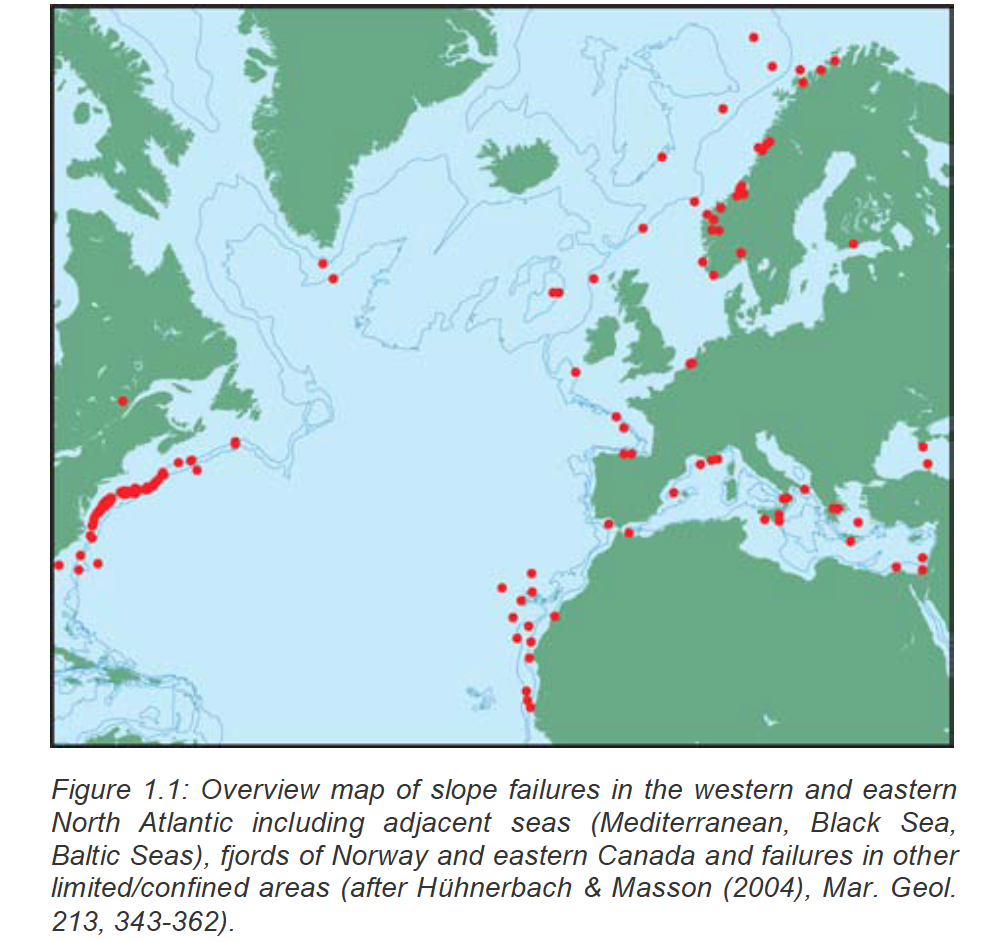 Figure 1.1: Overview map of slope failures in the western and eastern
North Atlantic including adjacent seas (Mediterranean, Black Sea,
Baltic Seas), fjords of Norway and eastern Canada and failures in other
limited/confined areas (after Hühnerbach & Masson (2004), Mar. Geol.
213, 343-362).